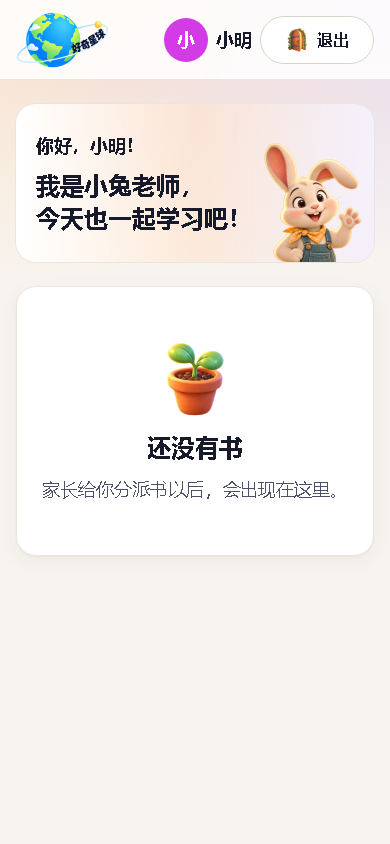 好奇星球
小 小明 退出
你好，小明！
我是小兔老师，
今天也一起学习吧！
还没有书
家长给你分派书以后，会出现在这里。